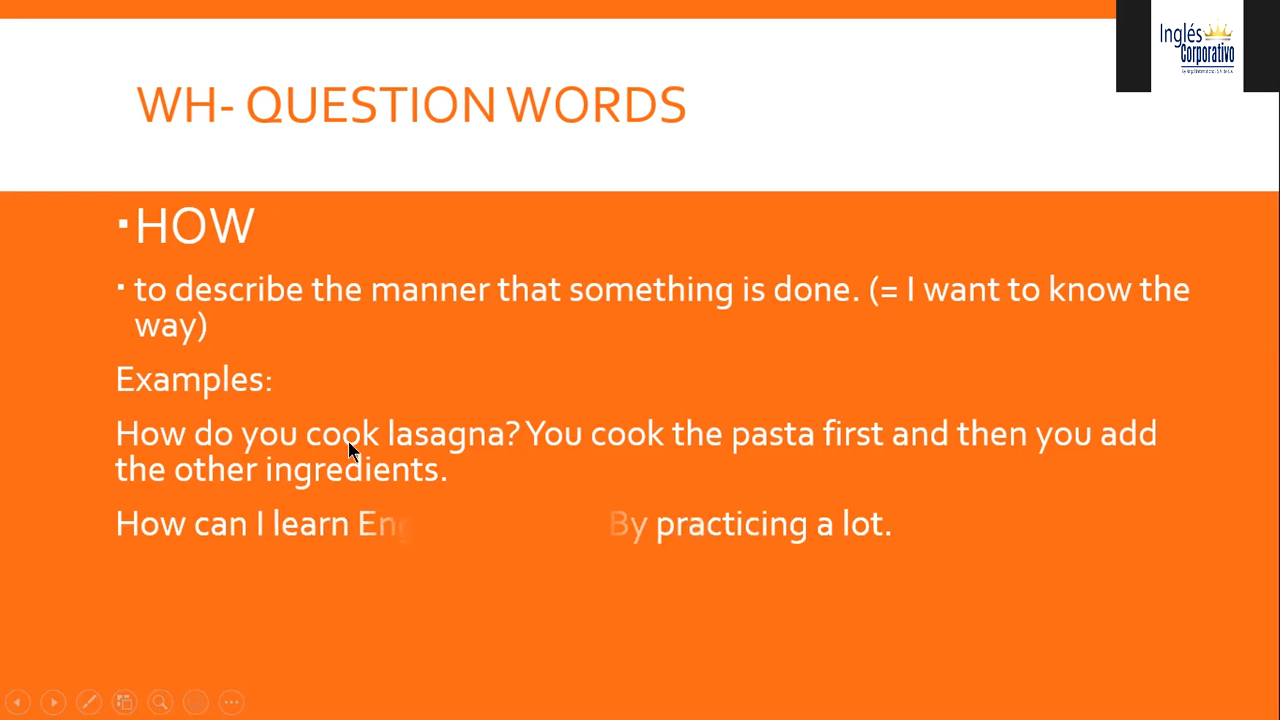 Inglés
Corporativo
WH- QUESTION WORDS
▪HOW
▪ to describe the manner that something is done. (= I want to know the
way)
Examples:
How do you cook lasagna? You cook the pasta first and then you add
the other ingredients.
How can I learn By practicing a lot.